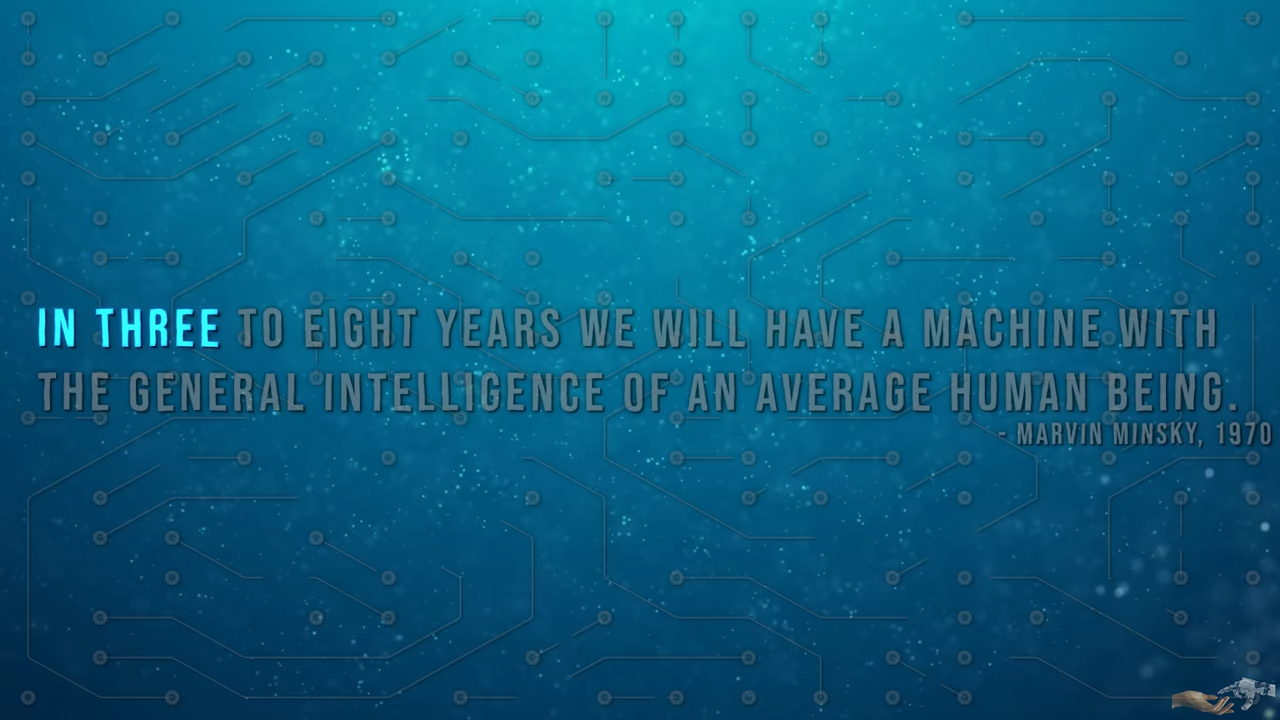 IN THREE TO EIGHT YEARS WE WILL HAVE A MACHINE WITH
THE GENERAL INTELLIGENCE OF AN AVERAGE HUMAN BEING.
- MARVIN MINSKY, 1970